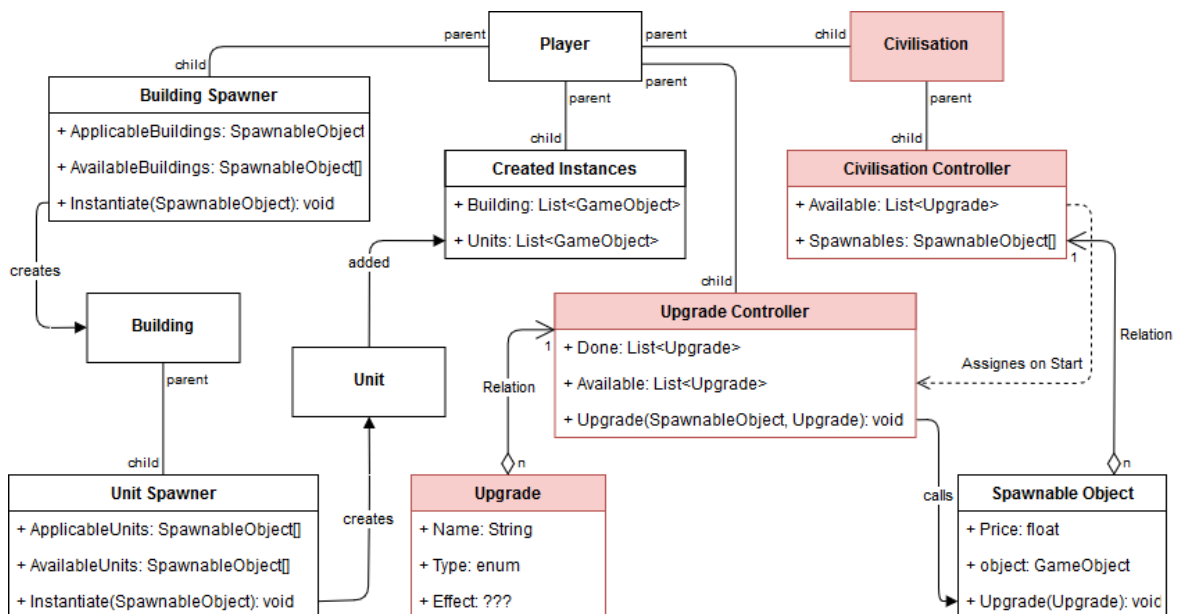 parent
Player
parent
child
Civilisation
child
parent
parent
parent
Building Spawner
+ ApplicableBuildings: SpawnableObject
+ AvailableBuildings: SpawnableObject[]
+ Instantiate(SpawnableObject): void
child
Created Instances
+ Building: List<GameObject>
+ Units: List<GameObject>
child
Civilisation Controller
+ Available: List<Upgrade>
+ Spawnables: SpawnableObject[]
1
creates
added
child
Building
parent
Unit
Upgrade Controller
+ Done: List<Upgrade>
+ Available: List<Upgrade>
+ Upgrade(SpawnableObject, Upgrade): void
1
Relation
Assignes on Start
Relation
child
n
n
Unit Spawner
+ ApplicableUnits: SpawnableObject[]
+ AvailableUnits: SpawnableObject[]
+ Instantiate(SpawnableObject): void
creates
Upgrade
+ Name: String
+ Type: enum
+ Effect: ???
calls
Spawnable Object
+ Price: float
+ object: GameObject
+ Upgrade(Upgrade): void